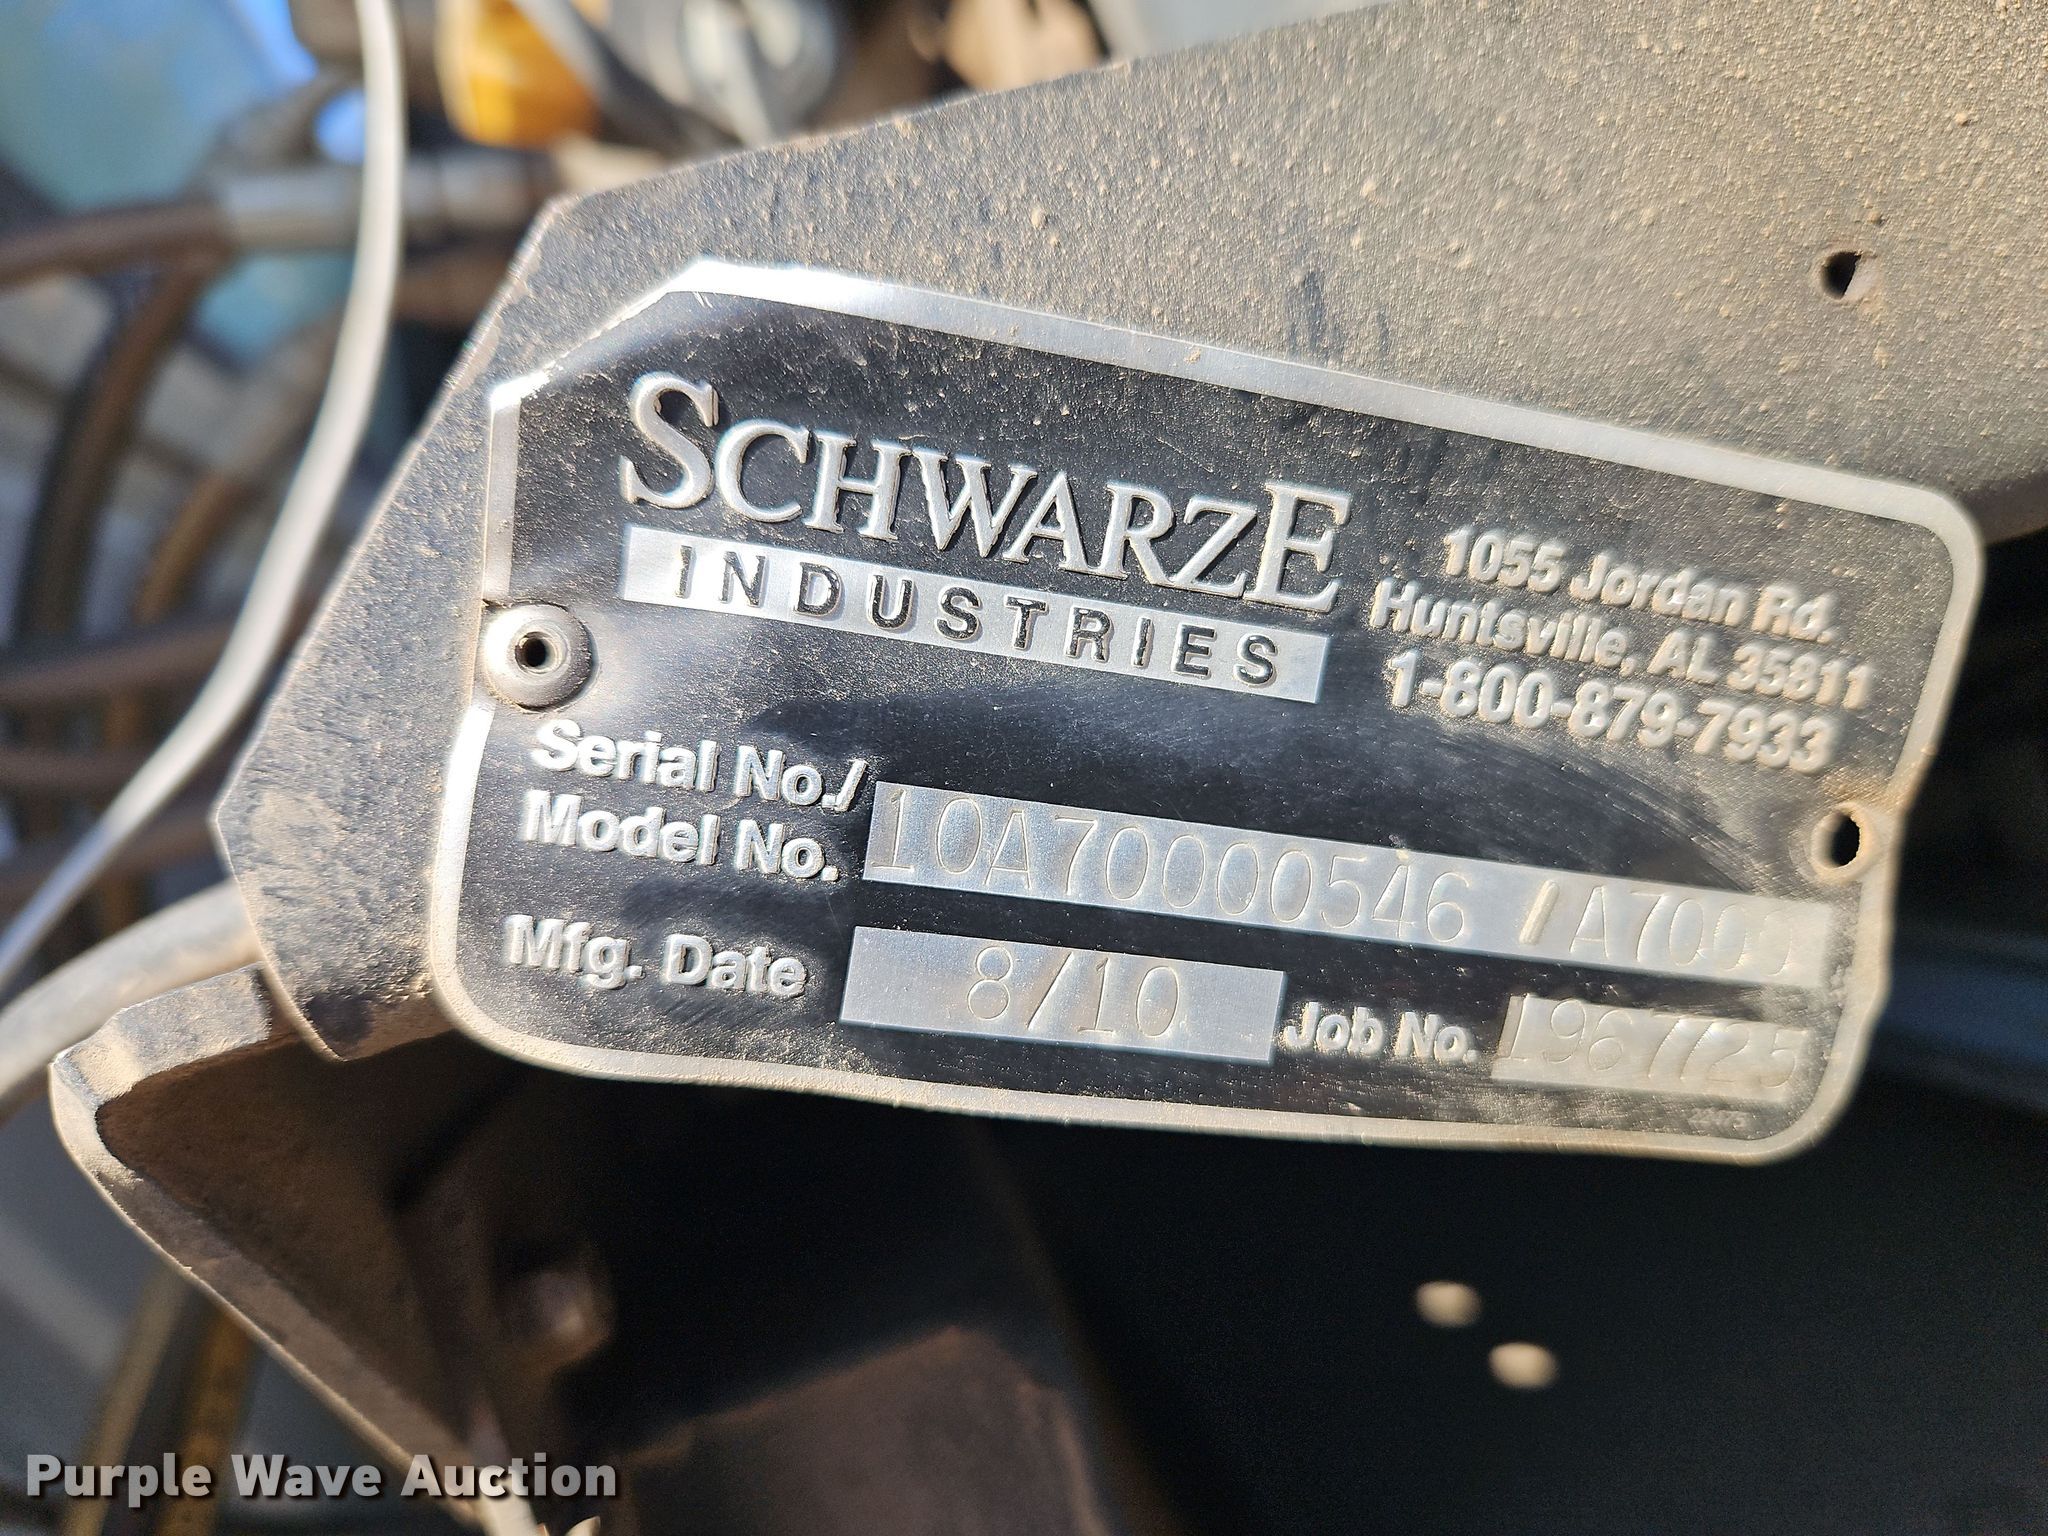 SCHWARZE
INDUSTRIES
1055 Jordan Rd.
Huntsville, AL 35811
1-800-879-7933
Serial No./
Model No.
10A70000546 / A7000
Mfg. Date
8/10
Job No.
Purple Wave Auction